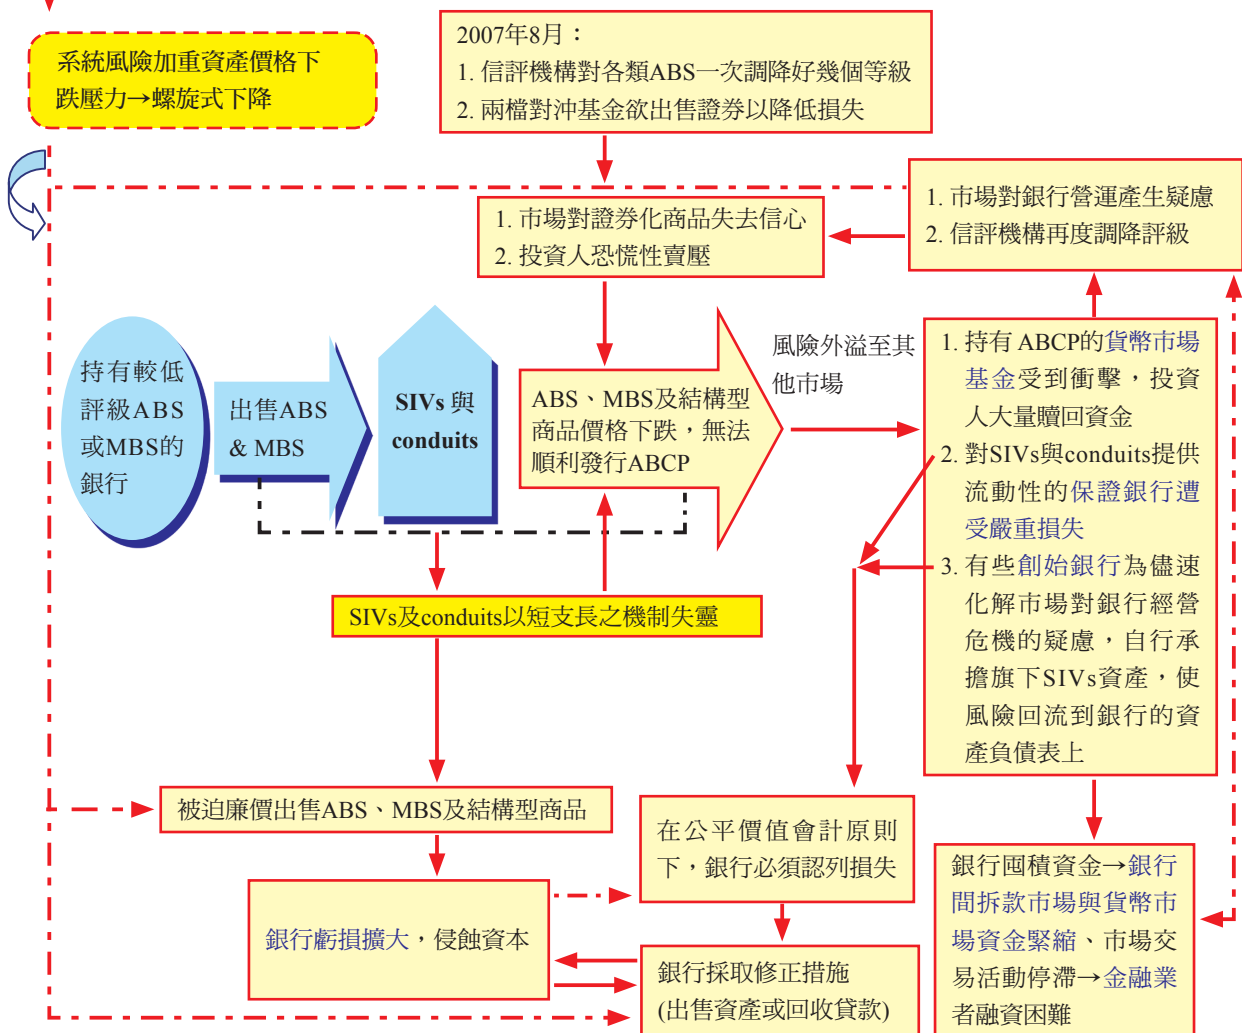 系統風險加重資產價格下
跌壓力→螺旋式下降
2007年8月：
1. 信評機構對各類ABS一次調降好幾個等級
2. 兩檔對沖基金欲出售證券以降低損失
1. 市場對銀行營運產生疑慮
2. 信評機構再度調降評級
1. 市場對證券化商品失去信心
2. 投資人恐慌性賣壓
持有較低
評級ABS
或MBS的
銀行
出售ABS
& MBS
SIVs 與
conduits
ABS、MBS及結構型
商品價格下跌，無法
順利發行ABCP
風險外溢至其
他市場
1. 持有 ABCP的貨幣市場
基金受到衝擊，投資
人大量贖回資金
2. 對SIVs與conduits提供
流動性的保證銀行遭
受嚴重損失
3. 有些創始銀行為儘速
化解市場對銀行經營
危機的疑慮，自行承
擔旗下SIVs資產，使
風險回流到銀行的資
產負債表上
SIVs及conduits以短支長之機制失靈
被迫廉價出售ABS、MBS及結構型商品
在公平價值會計原則
下，銀行必須認列損失
銀行虧損擴大，侵蝕資本
銀行採取修正措施
(出售資產或回收貸款)
銀行囤積資金→銀行
間拆款市場與貨幣市
場資金緊縮、市場交
易活動停滯→金融業
者融資困難